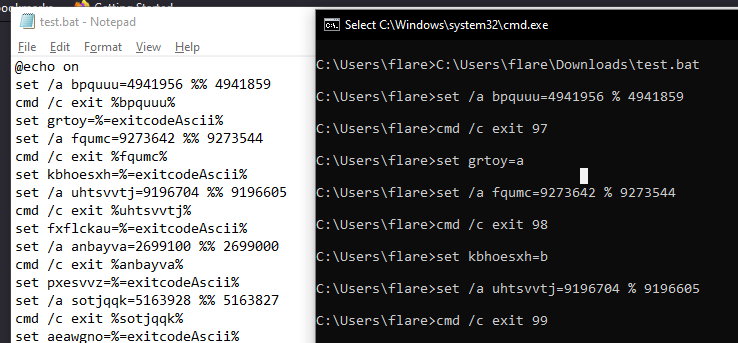 Getting Started
test.bat - Notepad
File Edit Format View Help
@echo on
set /a bpquuu=4941956 %% 4941859
cmd /c exit %bpquuu%
set grtoy=%=exitcodeAscii%
set /a fqumc=9273642 %% 9273544
cmd /c exit %fqumc%
set kbhoesxh=%=exitcodeAscii%
set /a uhtsvvtj=9196704 %% 9196605
cmd /c exit %uhtsvvtj%
set fxflckau=%=exitcodeAscii%
set /a anbayva=2699100 %% 2699000
cmd /c exit %anbayva%
set pxesvvz=%=exitcodeAscii%
set /a sotjqqk=5163928 %% 5163827
cmd /c exit %sotjqqk%
set aeawgno=%=exitcodeAscii%
Select C:\Windows\system32\cmd.exe
C:\Users\flare>C:\Users\flare\Downloads\test.bat
C:\Users\flare>set /a bpquuu=4941956 % 4941859
C:\Users\flare>cmd /c exit 97
C:\Users\flare>set grtoy=a
C:\Users\flare>set /a fqumc=9273642 % 9273544
C:\Users\flare>cmd /c exit 98
C:\Users\flare>set kbhoesxh=b
C:\Users\flare>set /a uhtsvvtj=9196704 % 9196605
C:\Users\flare>cmd /c exit 99